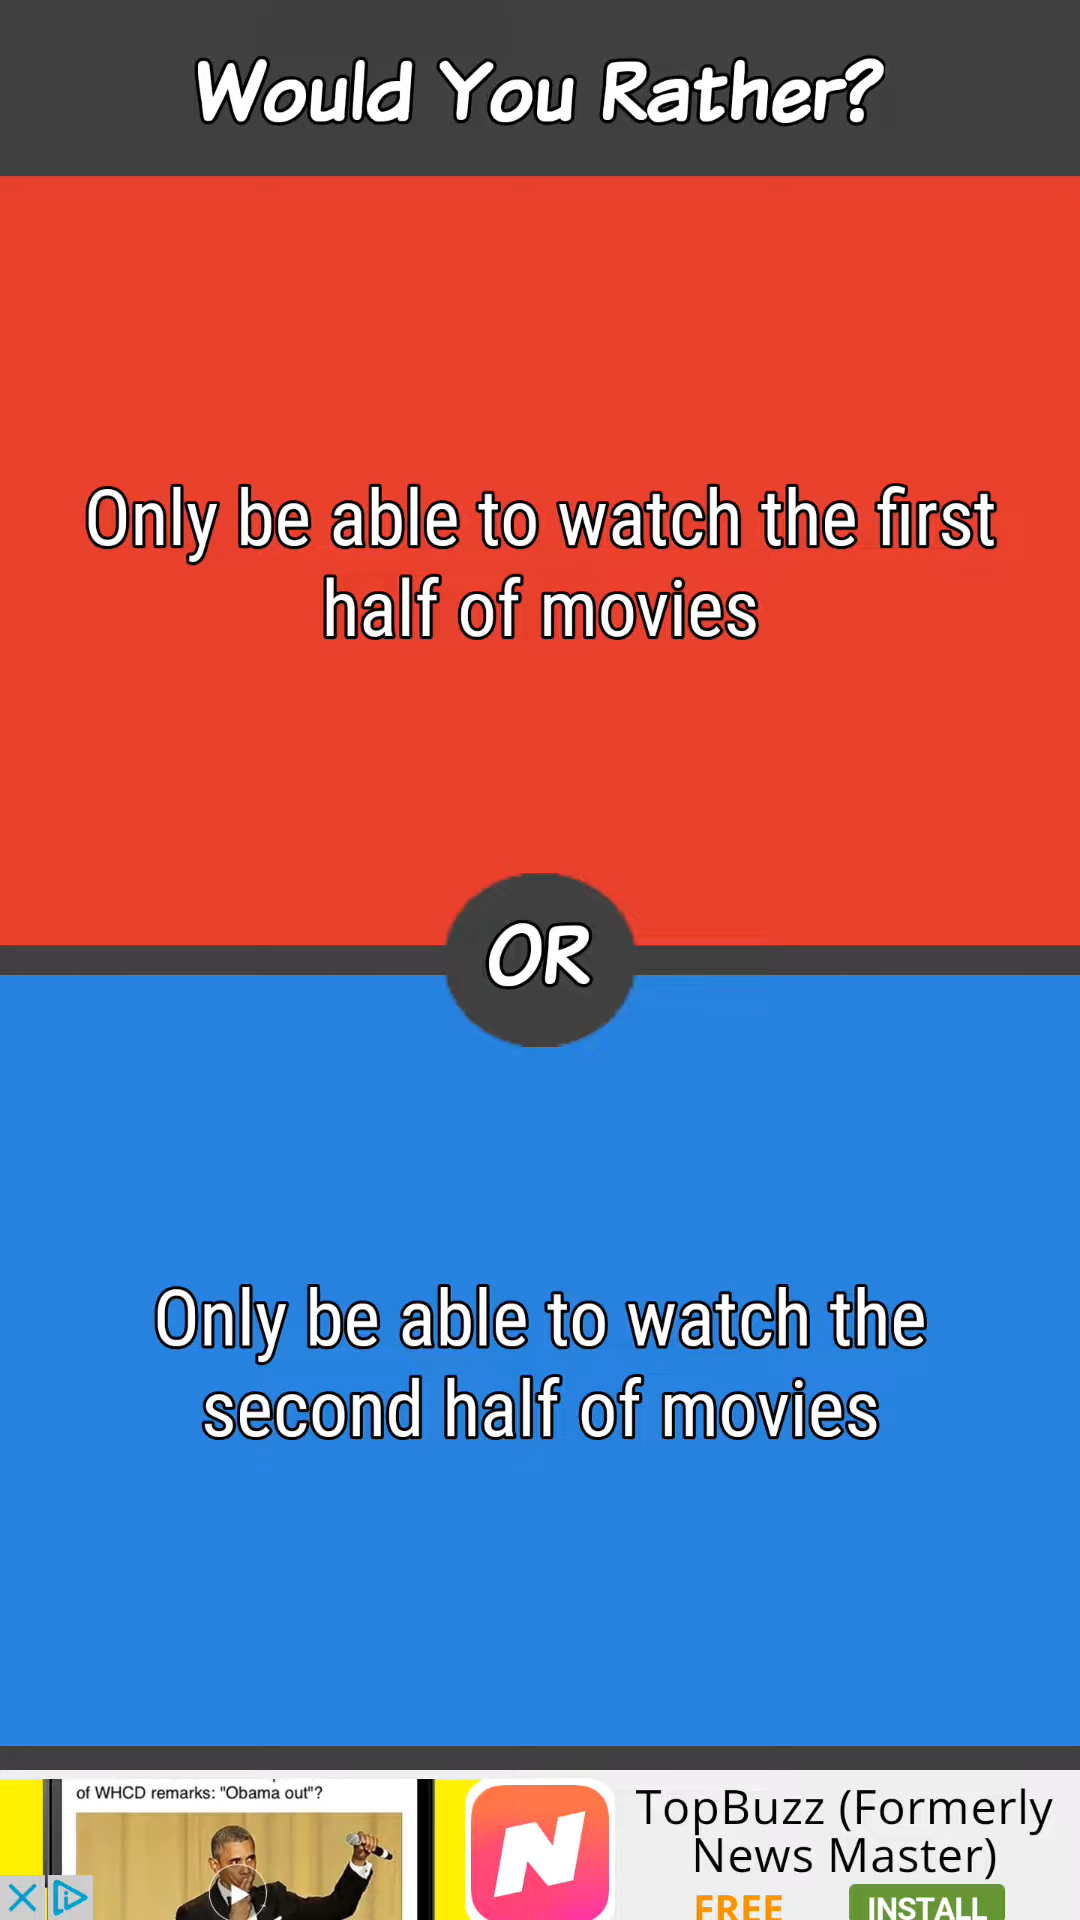 Would You Rather?
Only be able to watch the first
half of movies
OR
Only be able to watch the
second half of movies
of WHCD remarks: "Obama out"?
TopBuzz (Formerly
News Master)
FREE
INSTALL